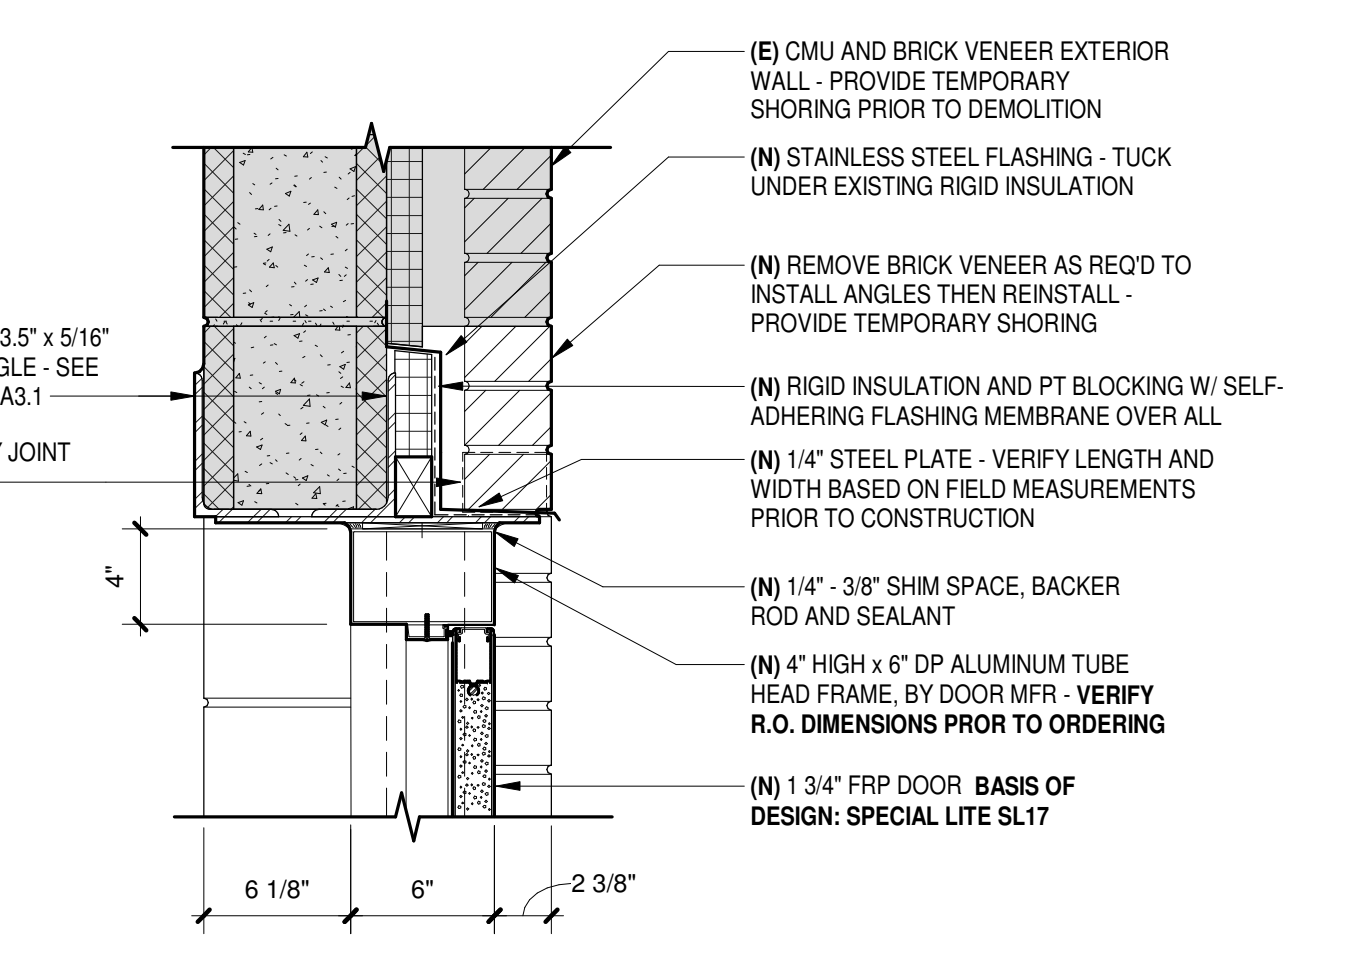 (E) CMU AND BRICK VENEER EXTERIOR
WALL - PROVIDE TEMPORARY
SHORING PRIOR TO DEMOLITION
(N) STAINLESS STEEL FLASHING - TUCK
UNDER EXISTING RIGID INSULATION
(N) REMOVE BRICK VENEER AS REQ'D TO
INSTALL ANGLES THEN REINSTALL -
PROVIDE TEMPORARY SHORING
3.5" x 5/16"
GLE - SEE
A3.1
JOINT
(N) RIGID INSULATION AND PT BLOCKING W/ SELF-
ADHERING FLASHING MEMBRANE OVER ALL
(N) 1/4" STEEL PLATE - VERIFY LENGTH AND
WIDTH BASED ON FIELD MEASUREMENTS
PRIOR TO CONSTRUCTION
4"
(N) 1/4" - 3/8" SHIM SPACE, BACKER
ROD AND SEALANT
(N) 4" HIGH x 6" DP ALUMINUM TUBE
HEAD FRAME, BY DOOR MFR - VERIFY
R.O. DIMENSIONS PRIOR TO ORDERING
(N) 1 3/4" FRP DOOR BASIS OF
DESIGN: SPECIAL LITE SL17
6 1/8"
6"
2 3/8"